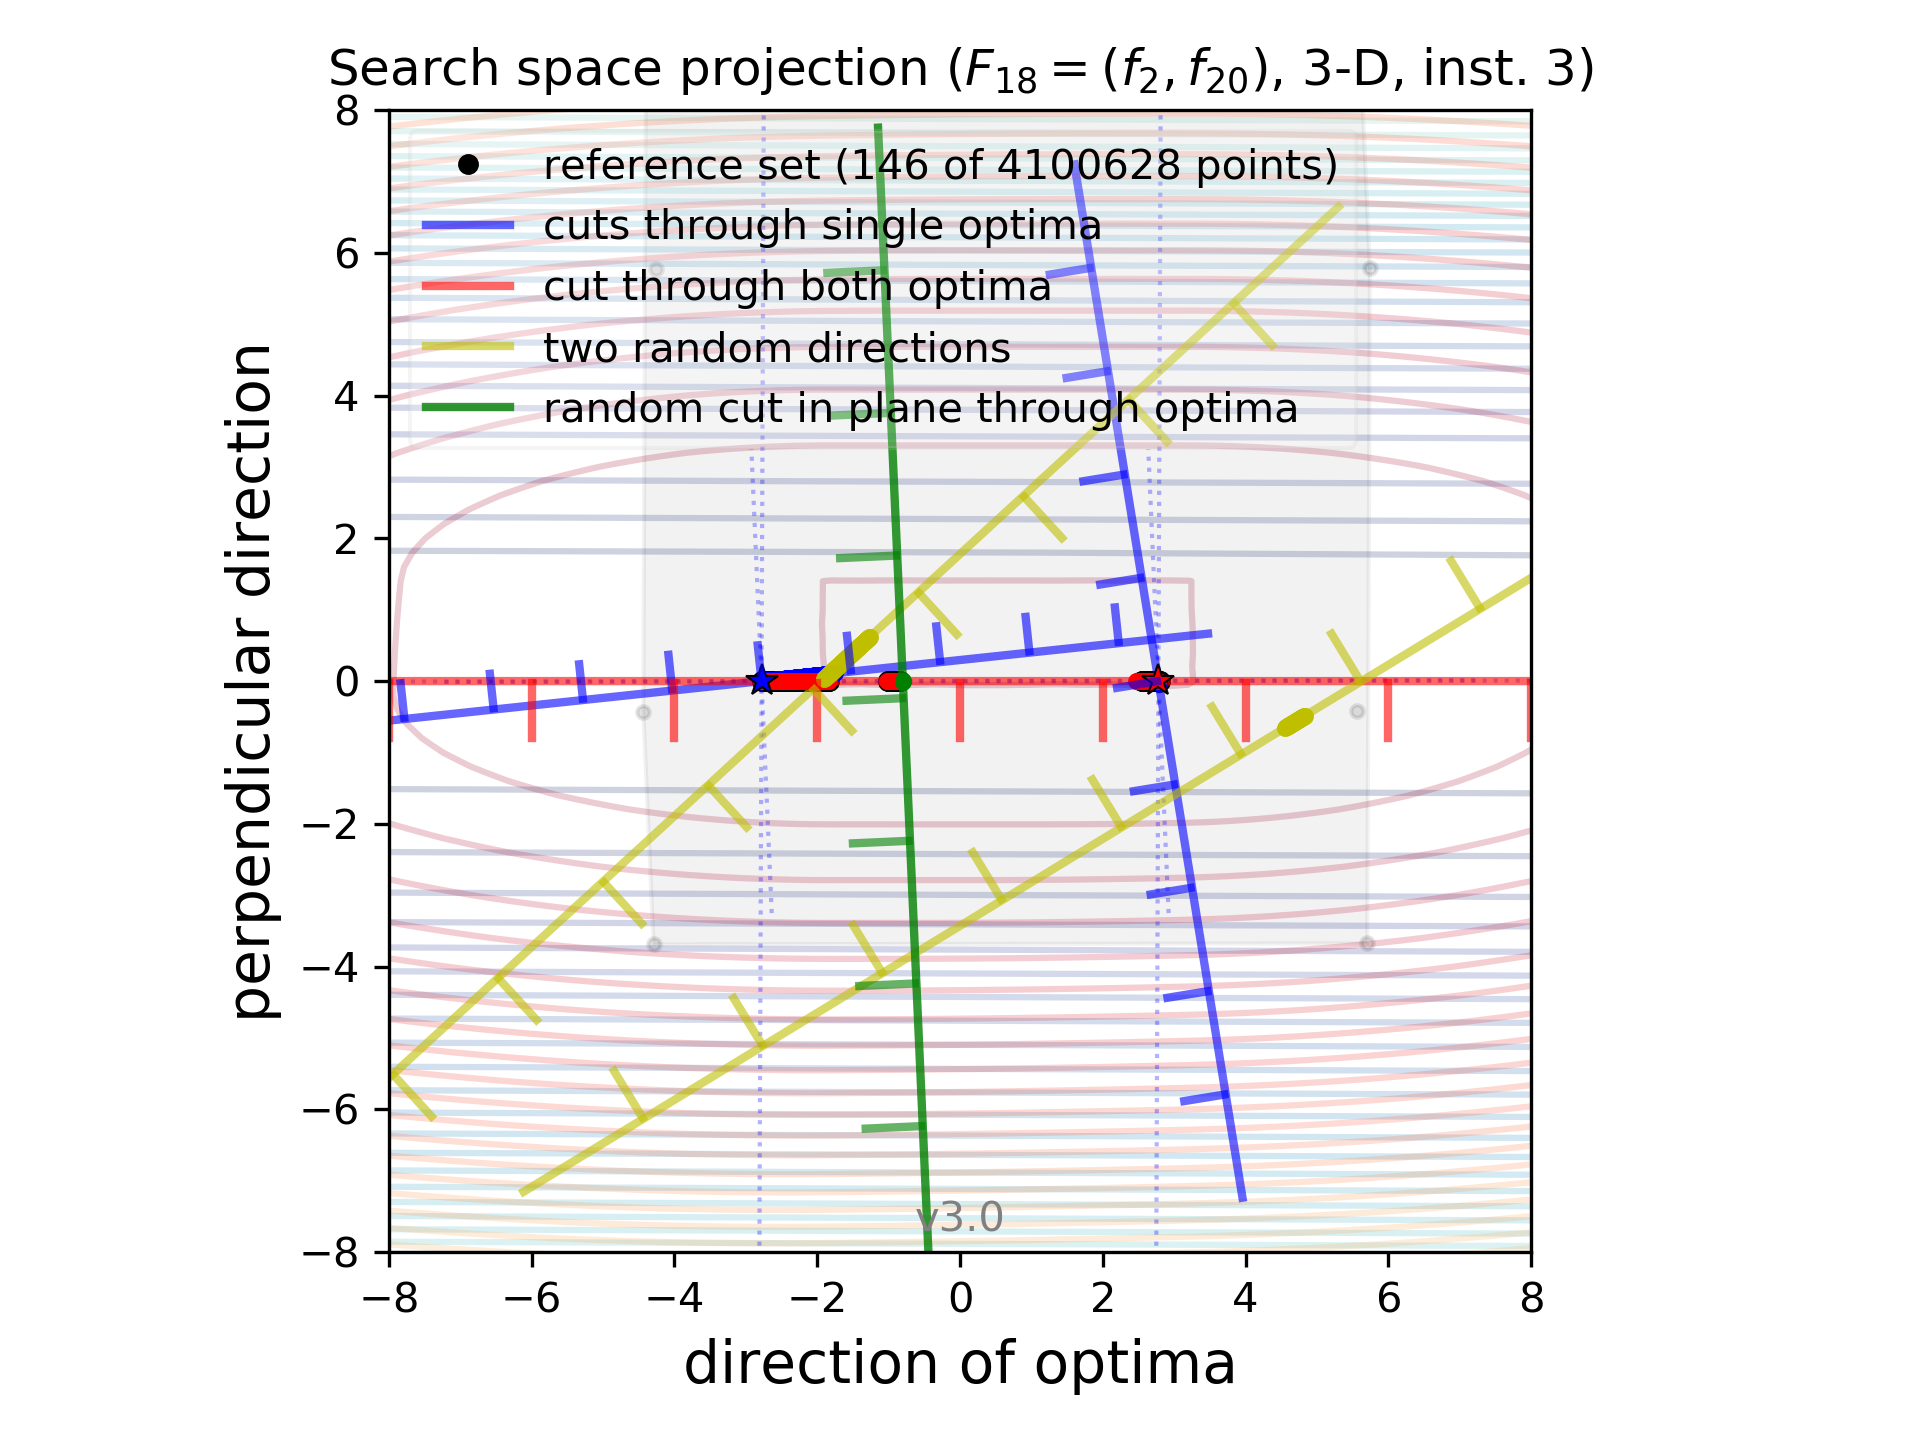 Search space projection (F18 = (f2, f20), 3-D, inst. 3)
reference set (146 of 4100628 points)
cuts through single optima
cut through both optima
two random directions
random cut in plane through optima
8
6
4
2
0
−2
−4
−6
−8
perpendicular direction
v3.0
−8 −6 −4 −2 0 2 4 6 8
direction of optima